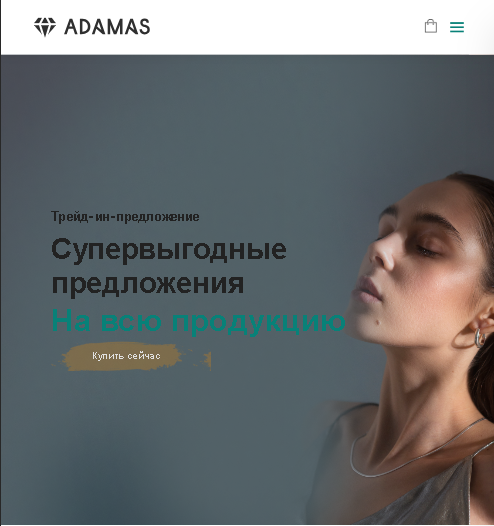 ADAMAS
Трейд-ин-предложение
Супервыгодные
предложения
На всю продукцию
Купить сейчас